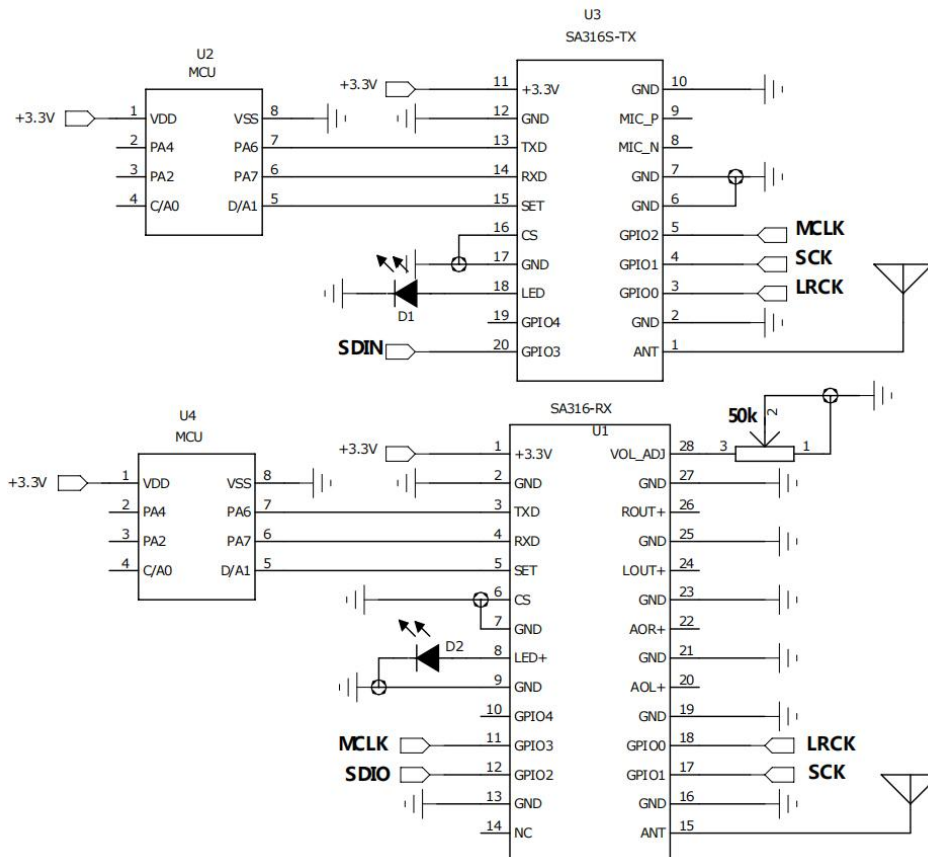 U3
SA316S-TX
U2
MCU
+3.3V
1 VDD VSS 8
2 PA4 PA6 7
3 PA2 PA7 6
4 C/A0 D/A1 5
+3.3V
11 +3.3V GND 10
12 GND MIC_P 9
13 TXD MIC_N 8
14 RXD GND 7
15 SET GND 6
16 CS GPIO2 5 MCLK
17 GND GPIO1 4 SCK
18 LED GPIO0 3 LRCK
D1
19 GPIO4 GND 2
SDIN 20 GPIO3 ANT 1
SA316-RX
U1
U4
MCU
+3.3V
1 VDD VSS 8
2 PA4 PA6 7
3 PA2 PA7 6
4 C/A0 D/A1 5
50k 2
+3.3V 1 +3.3V VOL_ADJ 28 3 1
2 GND GND 27
3 TXD ROUT+ 26
4 RXD GND 25
5 SET LOUT+ 24
6 CS GND 23
7 GND AOR+ 22
D2
8 LED+ GND 21
9 GND AOL+ 20
10 GPIO4 GND 19
MCLK 11 GPIO3 GPIO0 18 LRCK
SDIO 12 GPIO2 GPIO1 17 SCK
13 GND GND 16
14 NC ANT 15